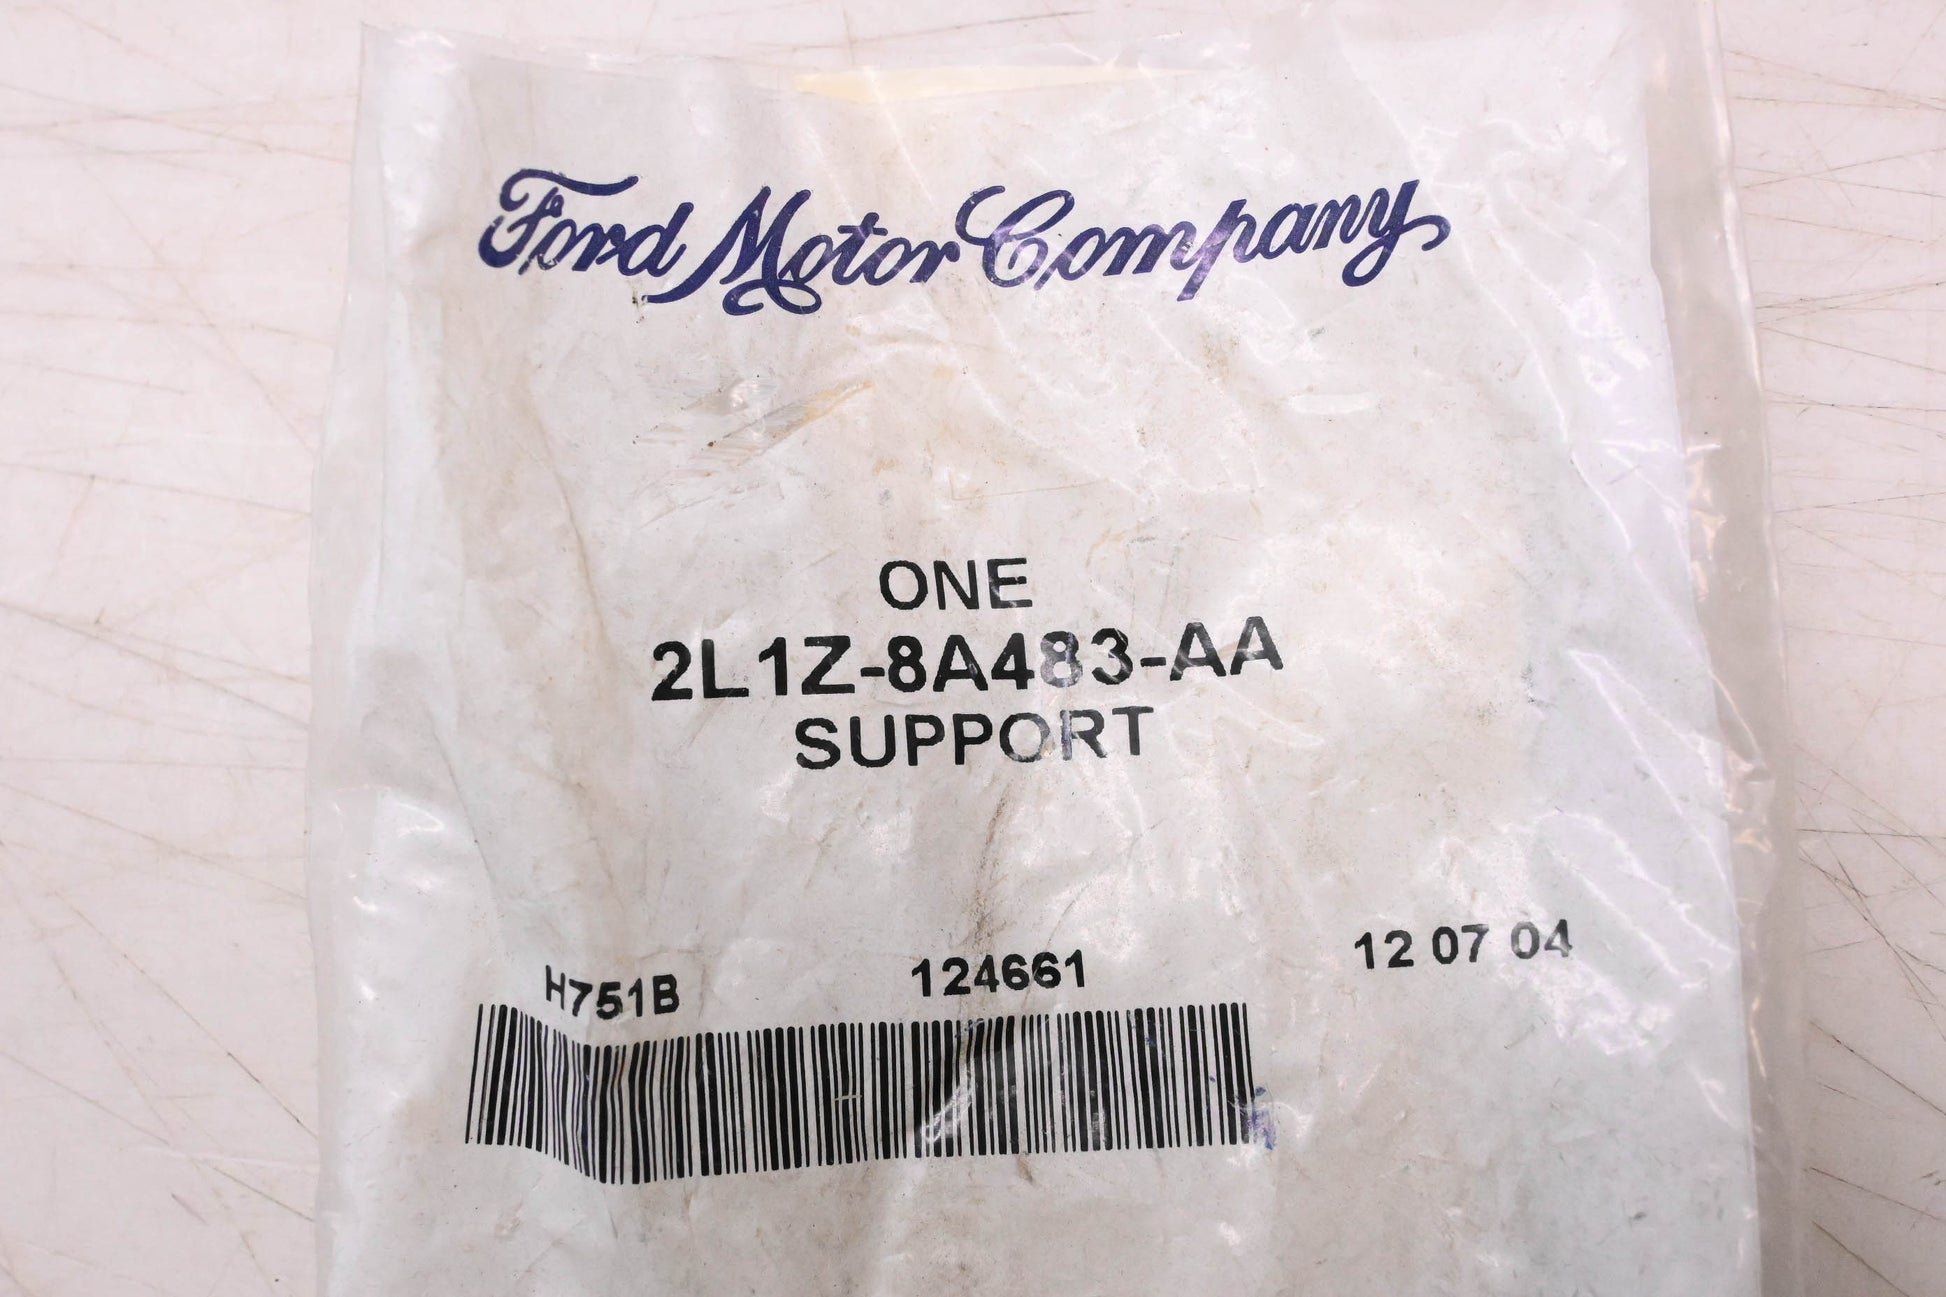 Ford Motor Company
ONE
2L1Z-8A483-AA
SUPPORT
H751B 124661 12 07 04